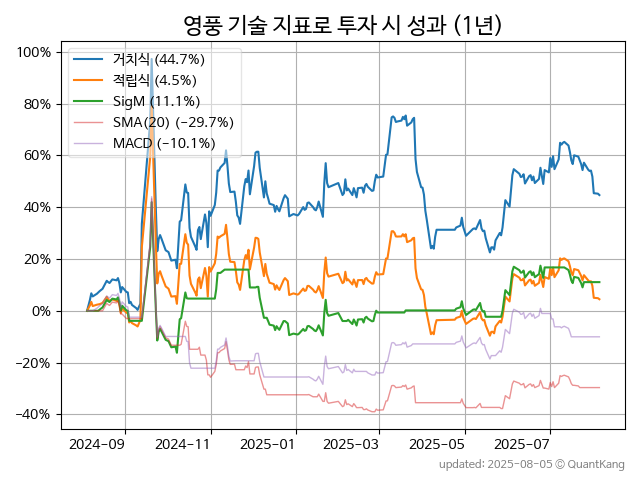 영풍 기술 지표로 투자 시 성과 (1년)
100%
80%
60%
40%
20%
0%
−20%
−40%
거치식 (44.7%)
적립식 (4.5%)
SigM (11.1%)
SMA(20) (−29.7%)
MACD (−10.1%)
2024-09
2024-11
2025-01
2025-03
2025-05
2025-07
updated: 2025-08-05 © QuantKang